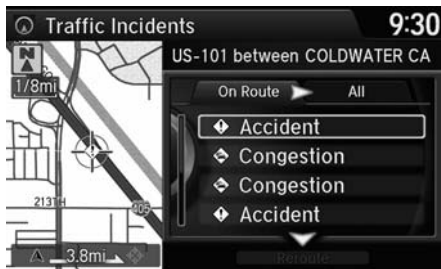 Traffic Incidents
9:30
US-101 between COLDWATER CA
N
1/8mi
On Route
All
Accident
Congestion
Congestion
Accident
213TH
405
3.8mi
Reroute